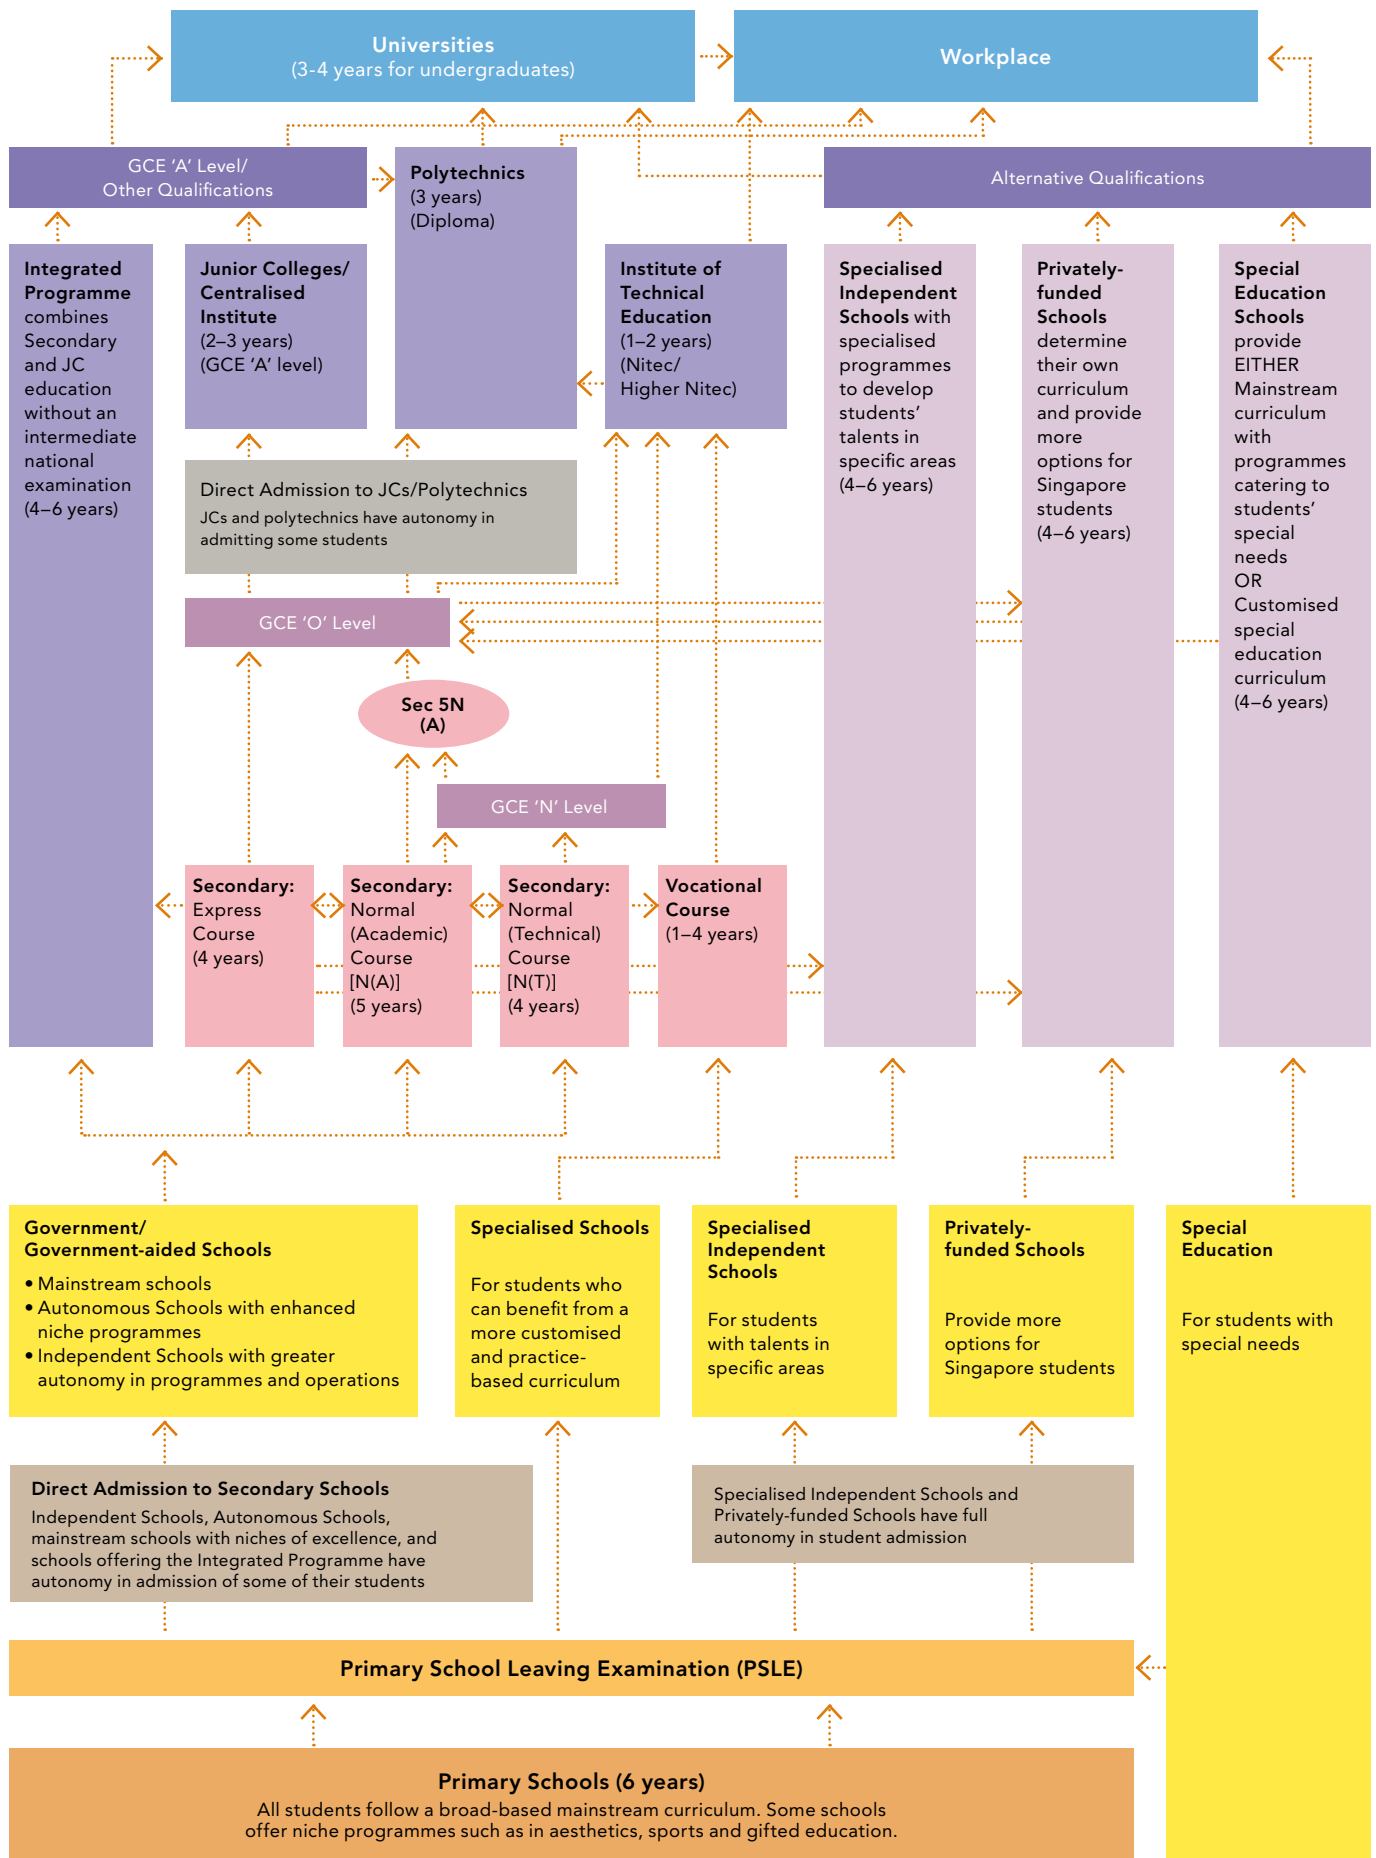 Universities
(3-4 years for undergraduates)
Workplace
GCE ‘A’ Level/
Other Qualifications
Polytechnics
(3 years)
(Diploma)
Alternative Qualifications
Integrated
Programme
combines
Secondary
and JC
education
without an
intermediate
national
examination
(4–6 years)
Junior Colleges/
Centralised
Institute
(2–3 years)
(GCE ‘A’ level)
Institute of
Technical
Education
(1–2 years)
(Nitec/
Higher Nitec)
Specialised
Independent
Schools with
specialised
programmes
to develop
students’
talents in
specific areas
(4–6 years)
Privately-
funded
Schools
determine
their own
curriculum
and provide
more
options for
Singapore
students
(4–6 years)
Special
Education
Schools
provide
EITHER
Mainstream
curriculum
with
programmes
catering to
students’
special
needs
OR
Customised
special
education
curriculum
(4–6 years)
Direct Admission to JCs/Polytechnics
JCs and polytechnics have autonomy in
admitting some students
GCE ‘O’ Level
Sec 5N
(A)
GCE ‘N’ Level
Secondary:
Express
Course
(4 years)
Secondary:
Normal
(Academic)
Course
[N(A)]
(5 years)
Secondary:
Normal
(Technical)
Course
[N(T)]
(4 years)
Vocational
Course
(1–4 years)
Government/
Government-aided Schools
• Mainstream schools
• Autonomous Schools with enhanced
niche programmes
• Independent Schools with greater
autonomy in programmes and operations
Specialised Schools
For students who
can benefit from a
more customised
and practice-
based curriculum
Specialised
Independent
Schools
For students
with talents in
specific areas
Privately-
funded Schools
Provide more
options for
Singapore students
Special
Education
For students with
special needs
Direct Admission to Secondary Schools
Independent Schools, Autonomous Schools,
mainstream schools with niches of excellence, and
schools offering the Integrated Programme have
autonomy in admission of some of their students
Specialised Independent Schools and
Privately-funded Schools have full
autonomy in student admission
Primary School Leaving Examination (PSLE)
Primary Schools (6 years)
All students follow a broad-based mainstream curriculum. Some schools
offer niche programmes such as in aesthetics, sports and gifted education.